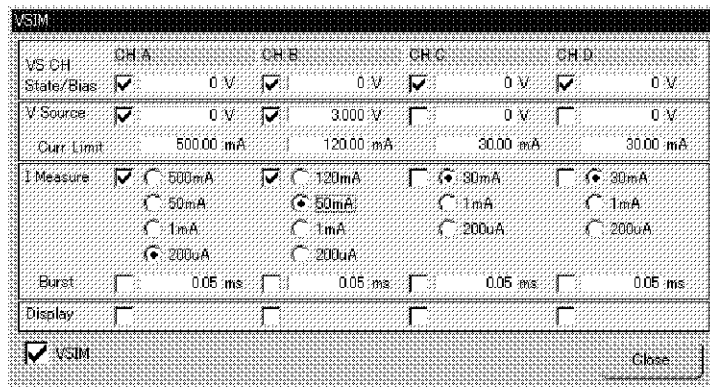 VSIM
CH A CH B CH C CH D
VS CH
State/Bias 0 V 0 V 0 V 0 V
V Source 0 V 3.000 V 0 V 0 V
Curr Limit 500.00 mA 120.00 mA 30.00 mA 30.00 mA
I Measure 500mA 120mA 30mA 30mA
50mA 50mA 1mA 1mA
1mA 1mA 200uA 200uA
200uA 200uA
Burst 0.05 ms 0.05 ms 0.05 ms 0.05 ms
Display
VSIM
Close